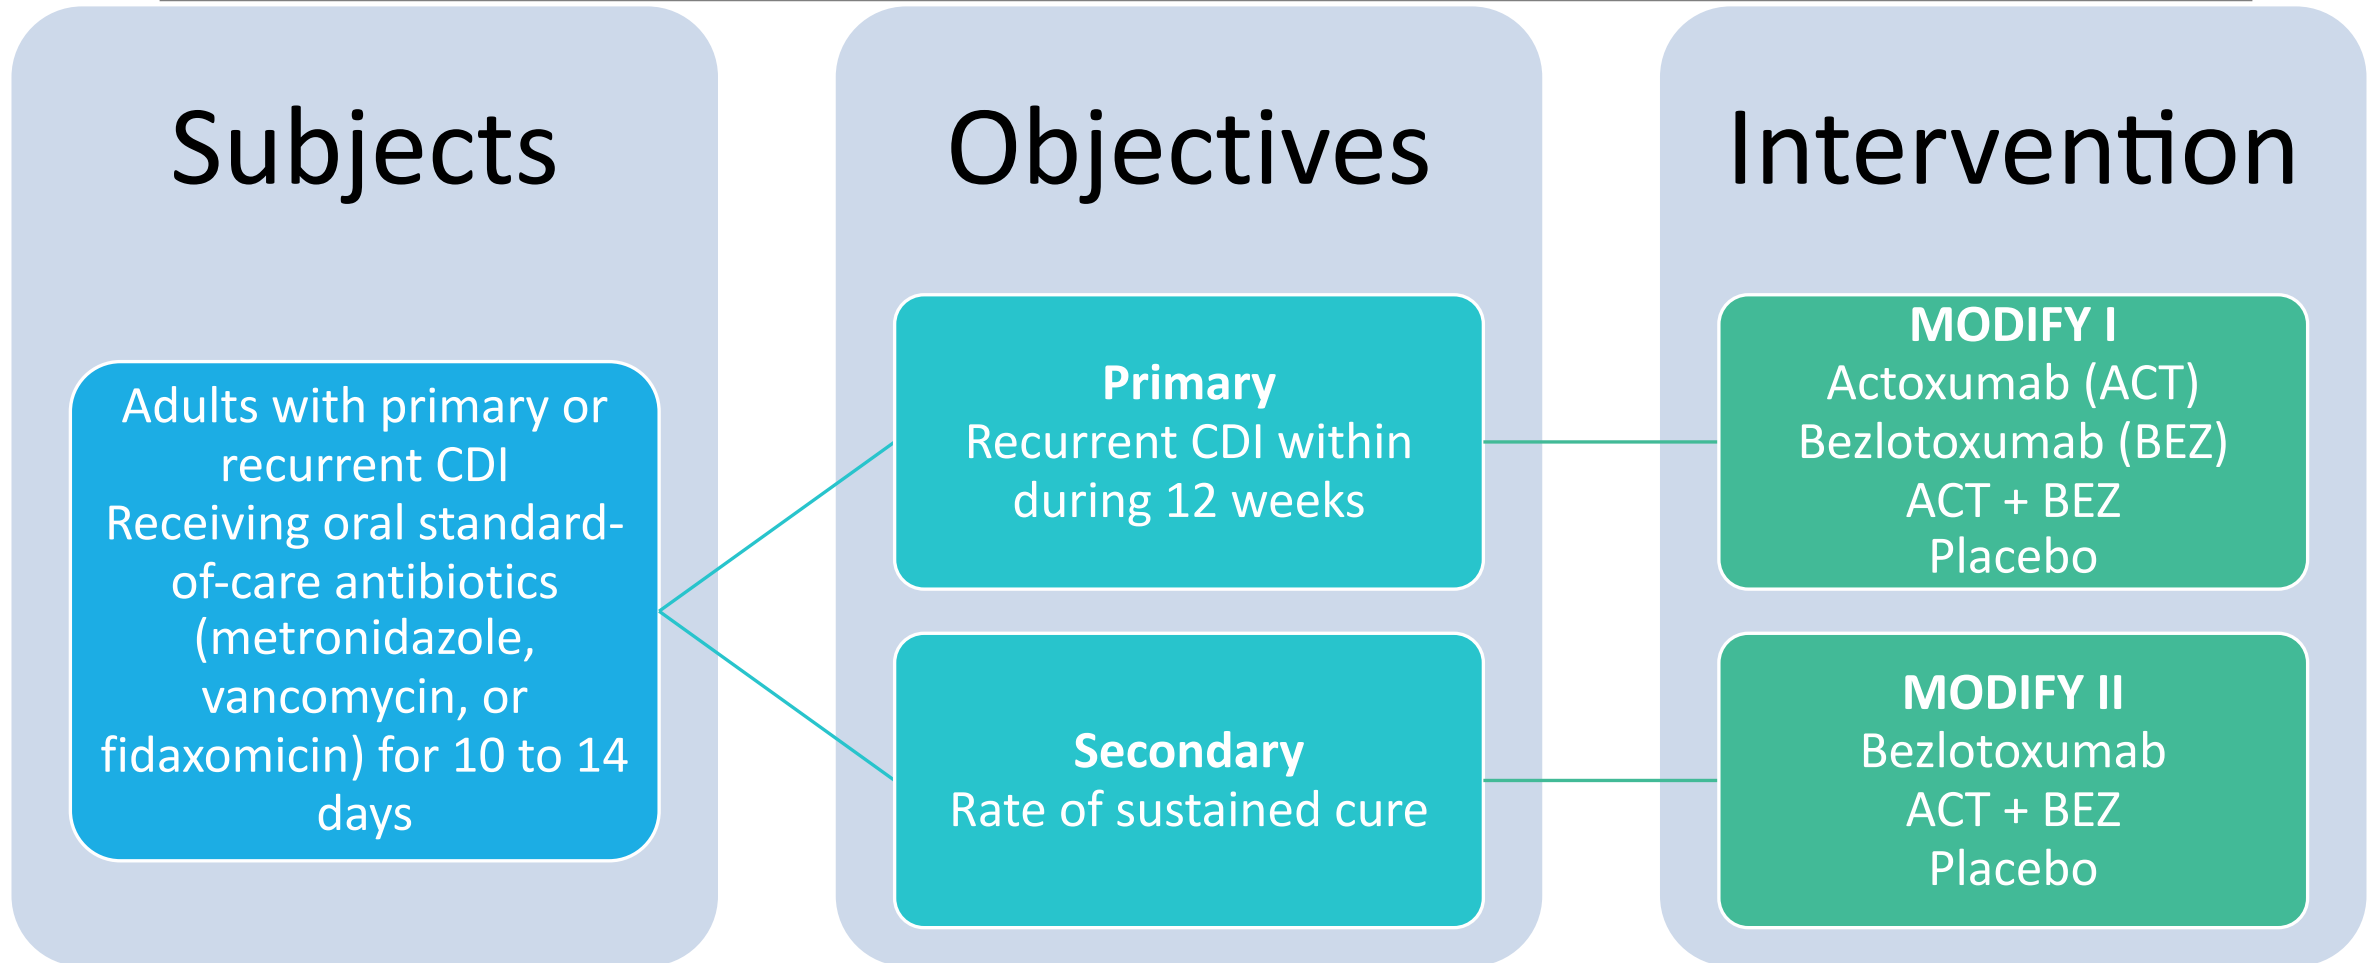 Subjects
Adults with primary or
recurrent CDI
Receiving oral standard-
of-care antibiotics
(metronidazole,
vancomycin, or
fidaxomicin) for 10 to 14
days
Objectives
Primary
Recurrent CDI within
during 12 weeks
Secondary
Rate of sustained cure
Intervention
MODIFY I
Actoxumab (ACT)
Bezlotoxumab (BEZ)
ACT + BEZ
Placebo
MODIFY II
Bezlotoxumab
ACT + BEZ
Placebo